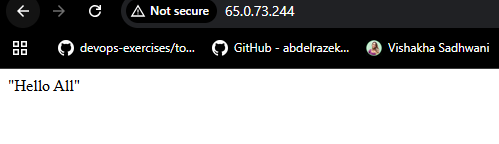 Not secure 65.0.73.244
devops-exercises/to... GitHub - abdelrazek... Vishakha Sadhwani
"Hello All"